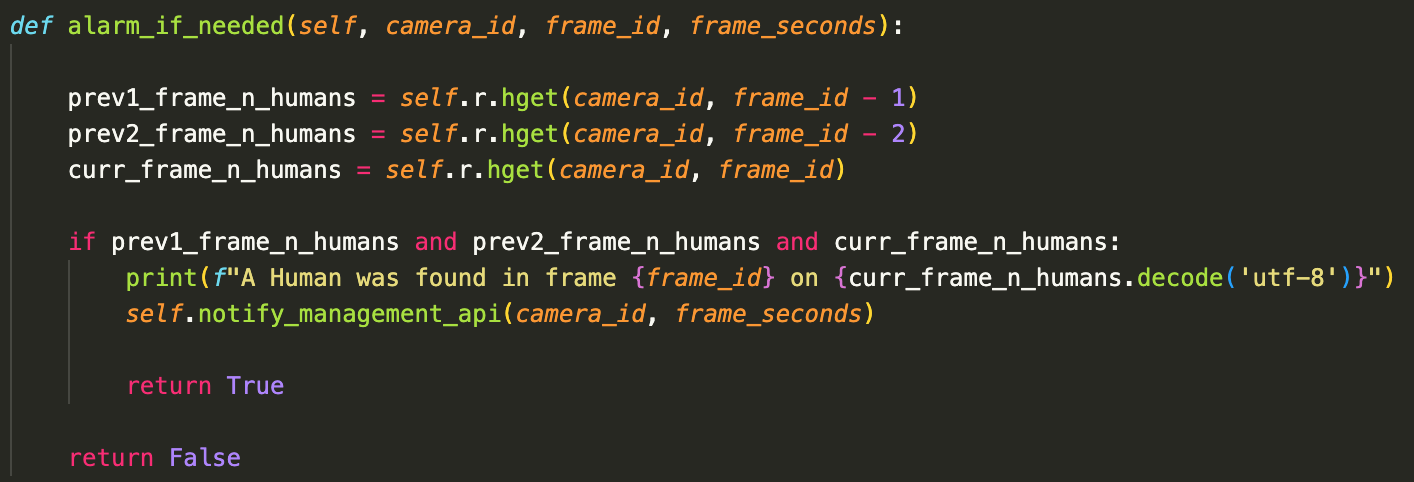 def alarm_if_needed(self, camera_id, frame_id, frame_seconds):
prev1_frame_n_humans = self.r.hget(camera_id, frame_id - 1)
prev2_frame_n_humans = self.r.hget(camera_id, frame_id - 2)
curr_frame_n_humans = self.r.hget(camera_id, frame_id)
if prev1_frame_n_humans and prev2_frame_n_humans and curr_frame_n_humans:
print(f"A Human was found in frame {frame_id} on {curr_frame_n_humans.decode('utf-8')}")
self.notify_management_api(camera_id, frame_seconds)
return True
return False